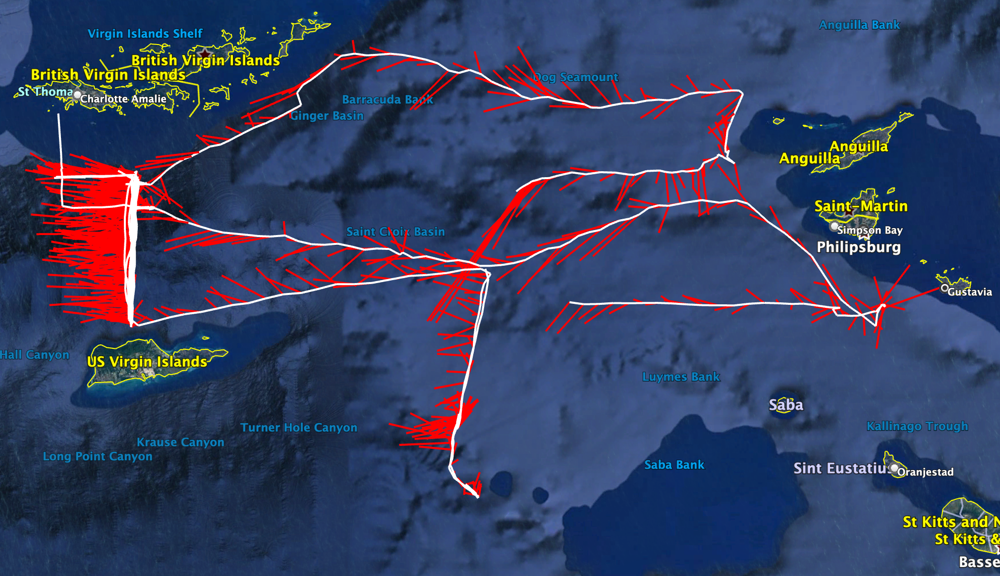 Anguilla Bank
Virgin Islands Shelf
British Virgin Islands
British Virgin Islands
Dog Seamount
St Thoma
Charlotte Amalie
Barracuda Bank
Ginger Basin
Anguilla
Anguilla
Saint-Martin
Simpson Bay
Saint Croix Basin
Philipsburg
Gustavia
Hall Canyon
US Virgin Islands
Luymes Bank
Saba
Turner Hole Canyon
Kallinago Trough
Krause Canyon
Long Point Canyon
Saba Bank
Sint Eustatius
Oranjestad
St Kitts and N
St Kitts &
Basse